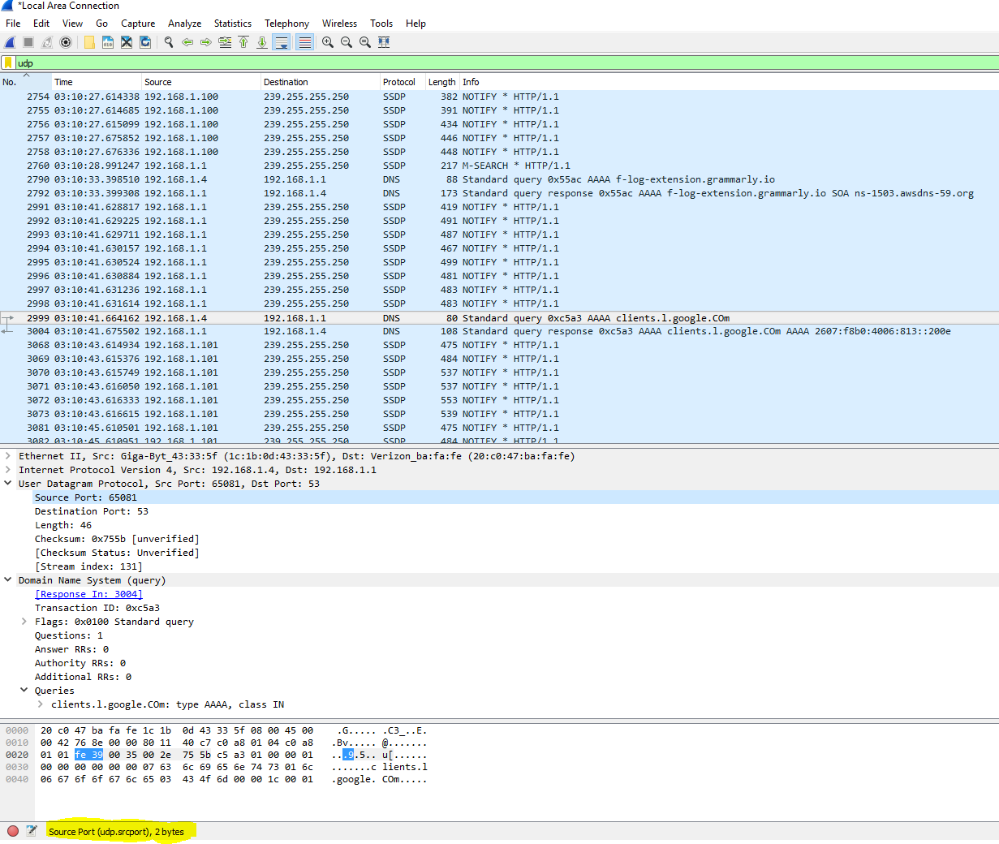 *Local Area Connection
File Edit View Go Capture Analyze Statistics Telephony Wireless Tools Help
udp
No. Time Source Destination Protocol Length Info
2754 03:10:27.614338 192.168.1.100 239.255.255.250 SSDP 382 NOTIFY * HTTP/1.1
2755 03:10:27.614685 192.168.1.100 239.255.255.250 SSDP 391 NOTIFY * HTTP/1.1
2756 03:10:27.615099 192.168.1.100 239.255.255.250 SSDP 434 NOTIFY * HTTP/1.1
2757 03:10:27.675852 192.168.1.100 239.255.255.250 SSDP 446 NOTIFY * HTTP/1.1
2758 03:10:27.676336 192.168.1.100 239.255.255.250 SSDP 448 NOTIFY * HTTP/1.1
2760 03:10:28.991247 192.168.1.1 239.255.255.250 SSDP 217 M-SEARCH * HTTP/1.1
2790 03:10:33.398510 192.168.1.4 192.168.1.1 DNS 88 Standard query 0x55ac AAAA f-log-extension.grammarly.io
2792 03:10:33.399308 192.168.1.1 192.168.1.4 DNS 173 Standard query response 0x55ac AAAA f-log-extension.grammarly.io SOA ns-1503.awsdns-59.org
2991 03:10:41.628817 192.168.1.1 239.255.255.250 SSDP 419 NOTIFY * HTTP/1.1
2992 03:10:41.629225 192.168.1.1 239.255.255.250 SSDP 491 NOTIFY * HTTP/1.1
2993 03:10:41.629711 192.168.1.1 239.255.255.250 SSDP 487 NOTIFY * HTTP/1.1
2994 03:10:41.630157 192.168.1.1 239.255.255.250 SSDP 467 NOTIFY * HTTP/1.1
2995 03:10:41.630524 192.168.1.1 239.255.255.250 SSDP 499 NOTIFY * HTTP/1.1
2996 03:10:41.630884 192.168.1.1 239.255.255.250 SSDP 481 NOTIFY * HTTP/1.1
2997 03:10:41.631236 192.168.1.1 239.255.255.250 SSDP 483 NOTIFY * HTTP/1.1
2998 03:10:41.631614 192.168.1.1 239.255.255.250 SSDP 483 NOTIFY * HTTP/1.1
2999 03:10:41.664162 192.168.1.4 192.168.1.1 DNS 80 Standard query 0xc5a3 AAAA clients.l.google.COm
3004 03:10:41.675502 192.168.1.1 192.168.1.4 DNS 108 Standard query response 0xc5a3 AAAA clients.l.google.COm AAAA 2607:f8b0:4006:813::200e
3068 03:10:43.614934 192.168.1.101 239.255.255.250 SSDP 475 NOTIFY * HTTP/1.1
3069 03:10:43.615376 192.168.1.101 239.255.255.250 SSDP 484 NOTIFY * HTTP/1.1
3070 03:10:43.615749 192.168.1.101 239.255.255.250 SSDP 537 NOTIFY * HTTP/1.1
3071 03:10:43.616050 192.168.1.101 239.255.255.250 SSDP 537 NOTIFY * HTTP/1.1
3072 03:10:43.616333 192.168.1.101 239.255.255.250 SSDP 553 NOTIFY * HTTP/1.1
3073 03:10:43.616615 192.168.1.101 239.255.255.250 SSDP 539 NOTIFY * HTTP/1.1
3081 03:10:45.610501 192.168.1.101 239.255.255.250 SSDP 475 NOTIFY * HTTP/1.1
3082 03:10:45.610951 192.168.1.101 239.255.255.250 SSDP 484 NOTIFY * HTTP/1.1
Ethernet II, Src: Giga-Byt_43:33:5f (1c:1b:0d:43:33:5f), Dst: Verizon_ba:fa:fe (20:c0:47:ba:fa:fe)
Internet Protocol Version 4, Src: 192.168.1.4, Dst: 192.168.1.1
User Datagram Protocol, Src Port: 65081, Dst Port: 53
Source Port: 65081
Destination Port: 53
Length: 46
Checksum: 0x755b [unverified]
[Checksum Status: Unverified]
[Stream index: 131]
Domain Name System (query)
[Response In: 3004]
Transaction ID: 0xc5a3
Flags: 0x0100 Standard query
Questions: 1
Answer RRs: 0
Authority RRs: 0
Additional RRs: 0
Queries
clients.l.google.COm: type AAAA, class IN
0000 20 c0 47 ba fa fe 1c 1b 0d 43 33 5f 08 00 45 00 .G..... .C3_..E.
0010 00 42 76 8e 00 00 80 11 40 c7 c0 a8 01 04 c0 a8 .Bv..... @.......
0020 01 01 fe 39 00 35 00 2e 75 5b c5 a3 01 00 00 01 ...9.5.. u[......
0030 00 00 00 00 00 00 07 63 6c 69 65 6e 74 73 01 6c .......c lients.l
0040 06 67 6f 6f 67 6c 65 03 43 4f 6d 00 00 1c 00 01 .google. COm.....
Source Port (udp.srcport), 2 bytes